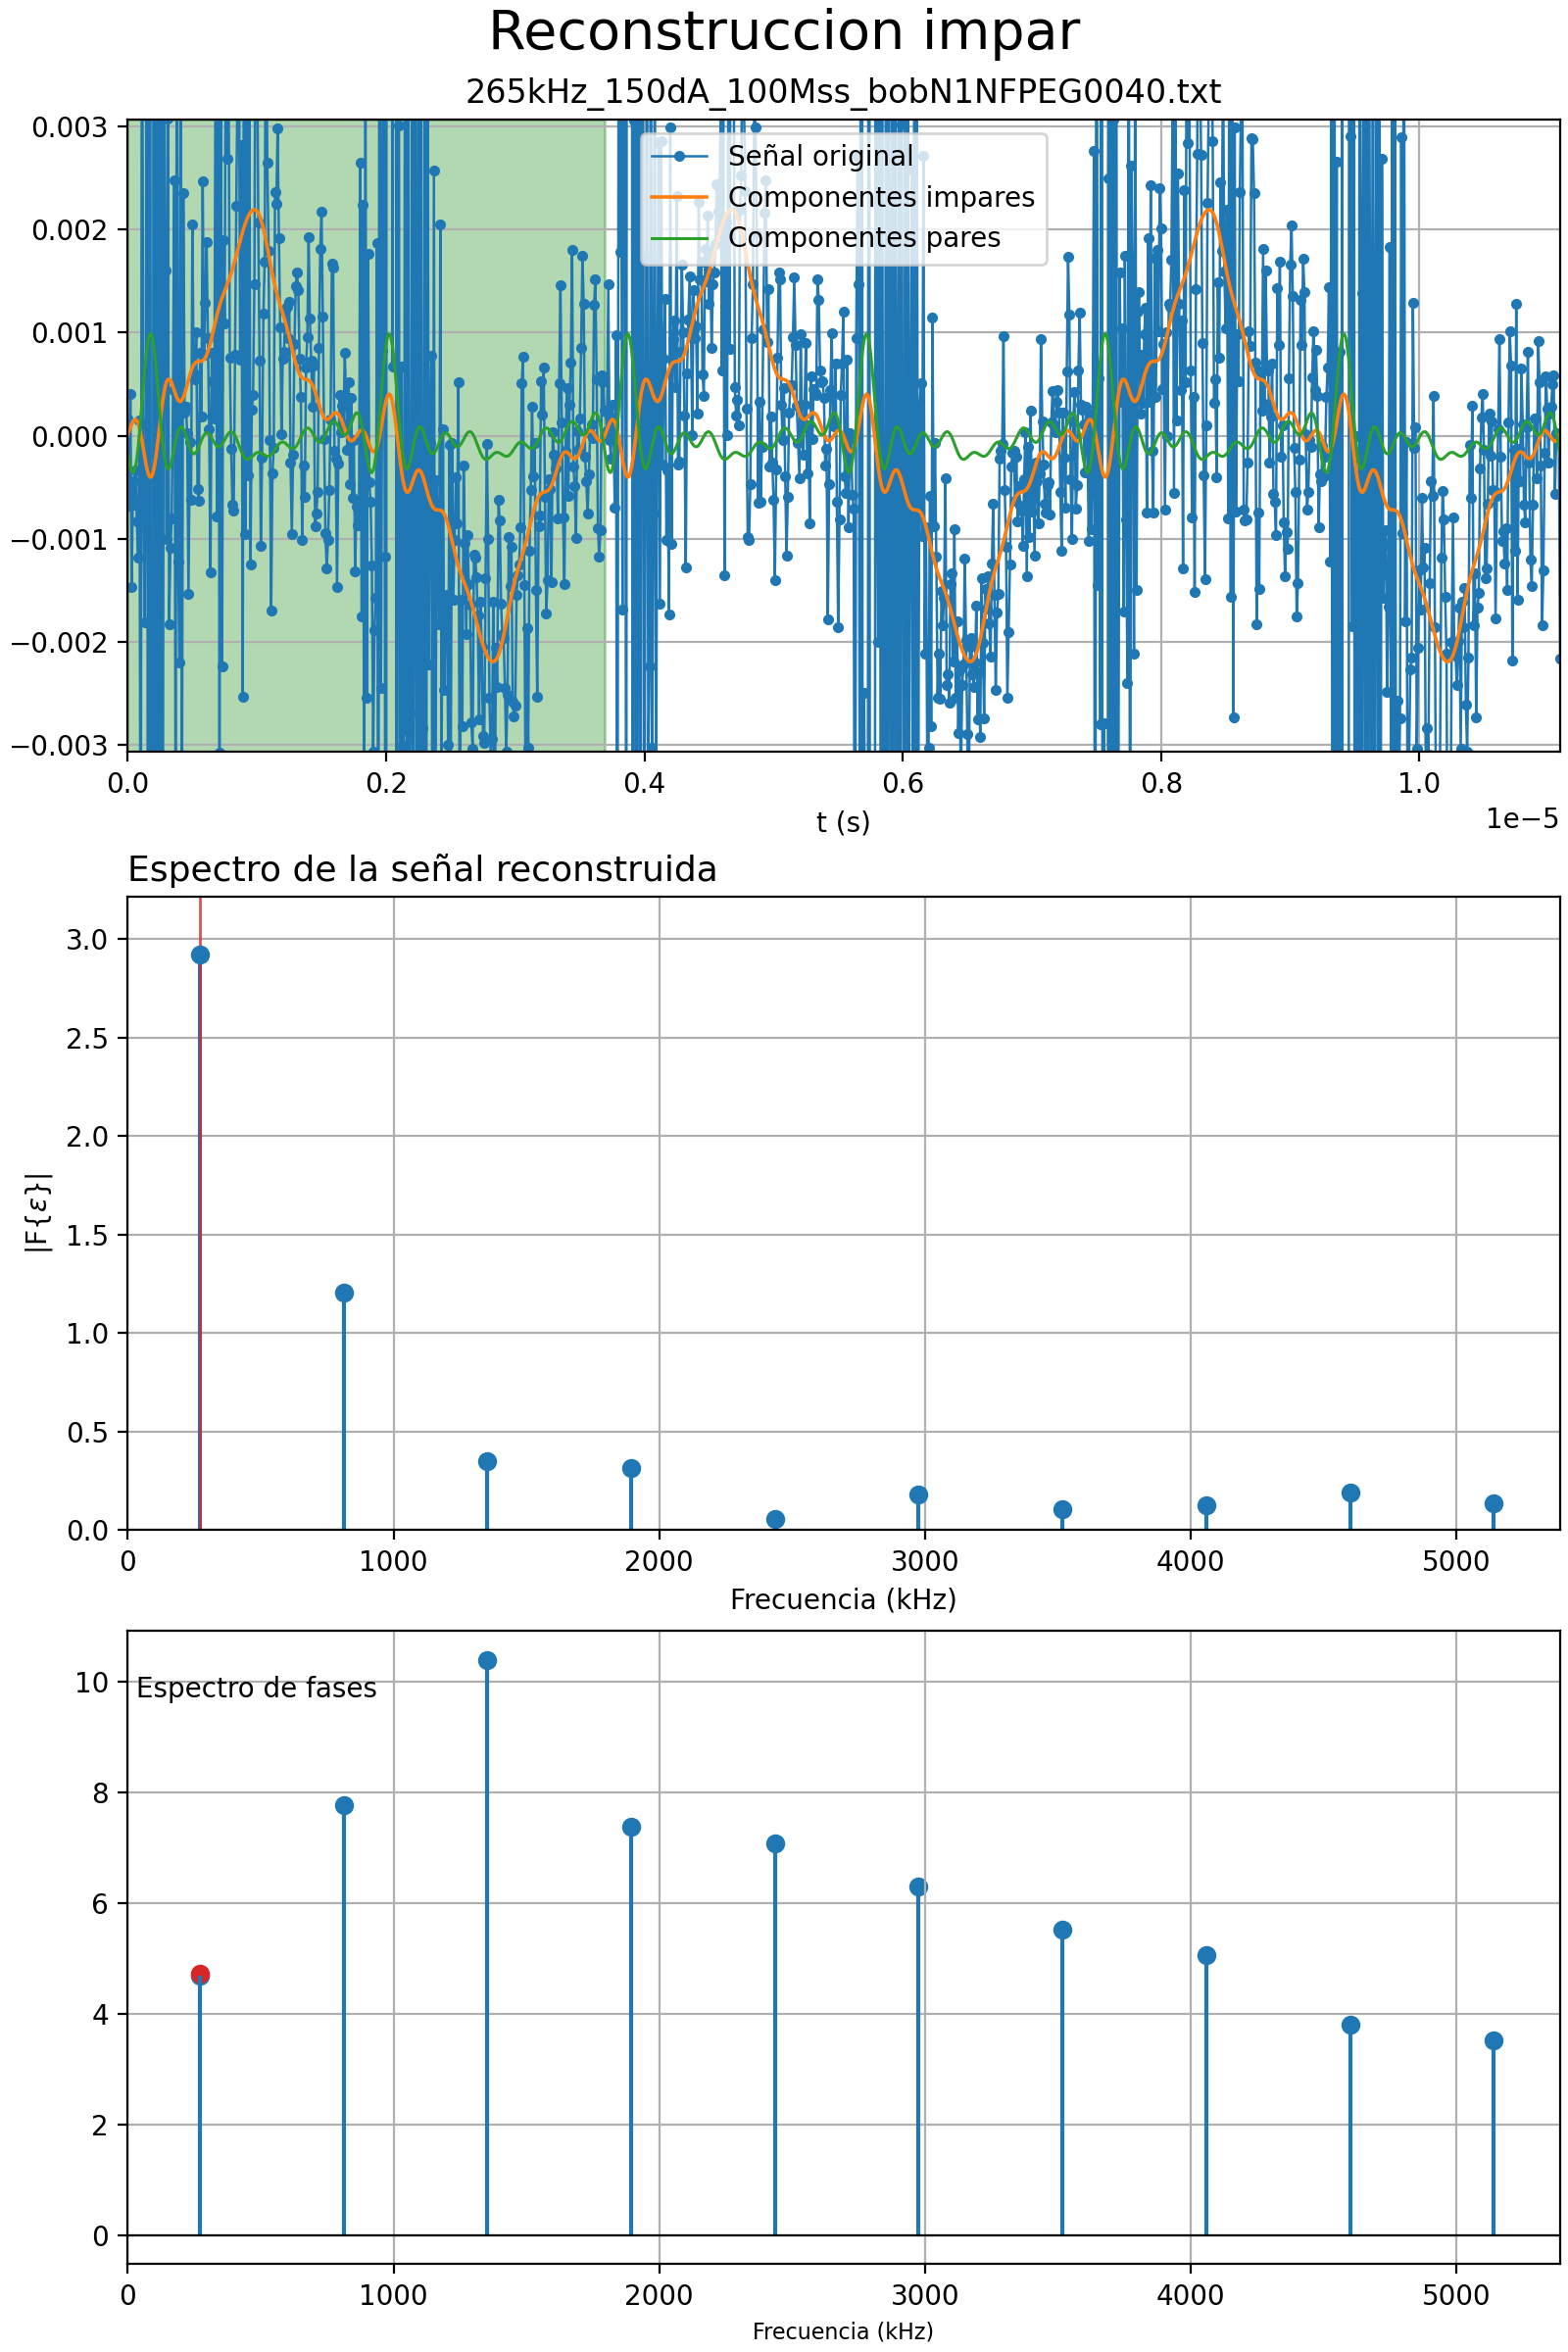 Reconstruccion impar
265kHz_150dA_100Mss_bobN1NFPEG0040.txt
0.003
0.002
0.001
0.000
−0.001
−0.002
−0.003
Señal original
Componentes impares
Componentes pares
0.0 0.2 0.4 0.6 0.8 1.0
1e−5
t (s)
Espectro de la señal reconstruida
3.0
2.5
2.0
1.5
1.0
0.5
0.0
|F{ε}|
0 1000 2000 3000 4000 5000
Frecuencia (kHz)
Espectro de fases
10
8
6
4
2
0
0 1000 2000 3000 4000 5000
Frecuencia (kHz)